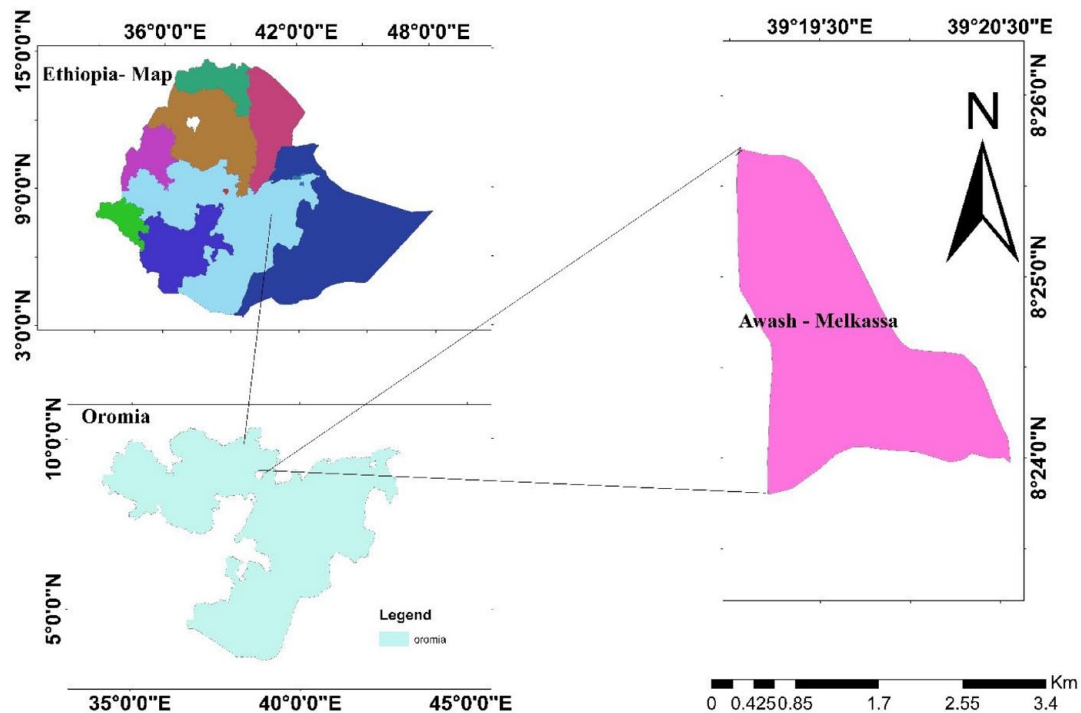 36°0'0"E 42°0'0"E 48°0'0"E
15°0'0"N
9°0'0"N
3°0'0"N
Ethiopia- Map
39°19'30"E 39°20'30"E
8°26'0"N
8°25'0"N
8°24'0"N
N
Awash - Melkassa
Oromia
10°0'0"N
5°0'0"N
Legend
oromia
35°0'0"E 40°0'0"E 45°0'0"E
Km
0 0.425 0.85 1.7 2.55 3.4